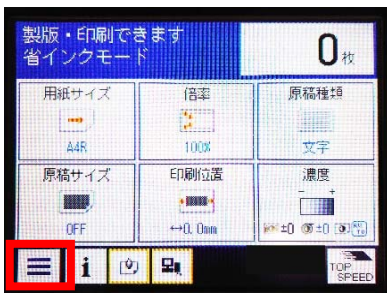 製版・印刷できます
省インクモード
0枚
用紙サイズ
倍率
原稿種類
A4R
100%
文字
原稿サイズ
印刷位置
濃度
- +
OFF
↔0. 0mm
±0 ±0
i
TOP
SPEED